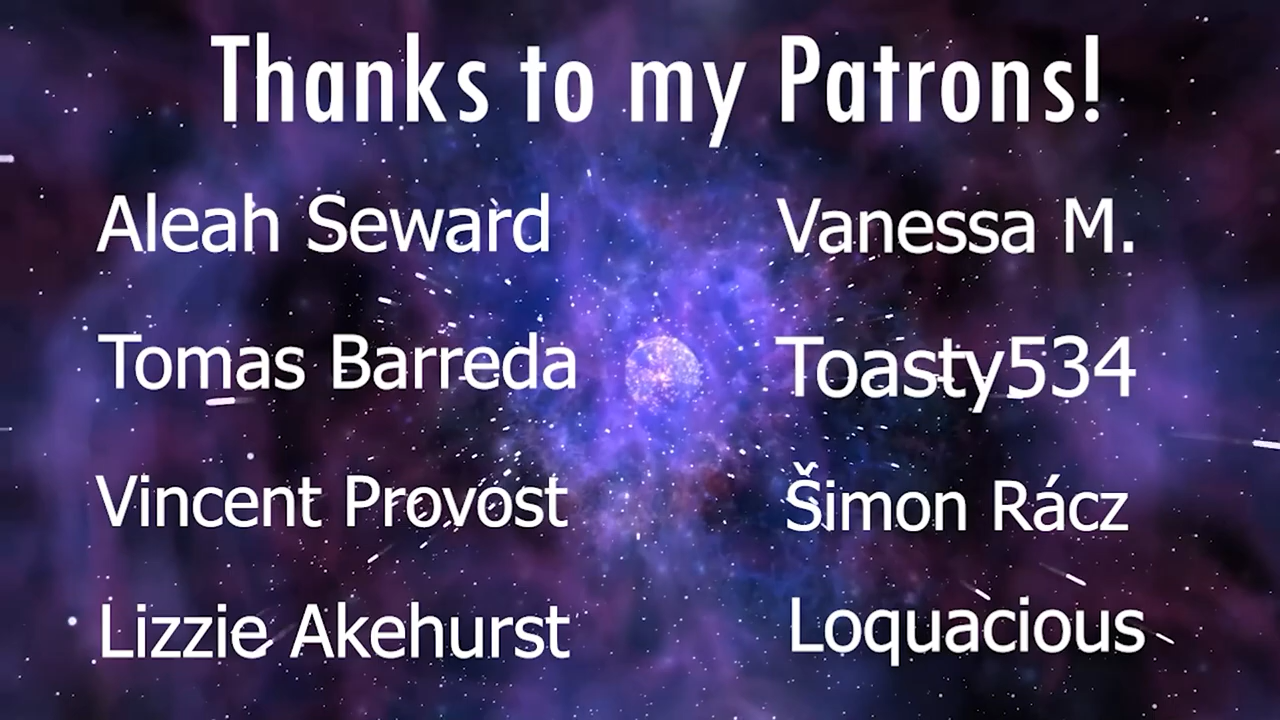 Thanks to my Patrons!
Aleah Seward
Vanessa M.
Tomas Barreda
Toasty534
Vincent Provost
Šimon Rácz
Lizzie Akehurst
Loquacious